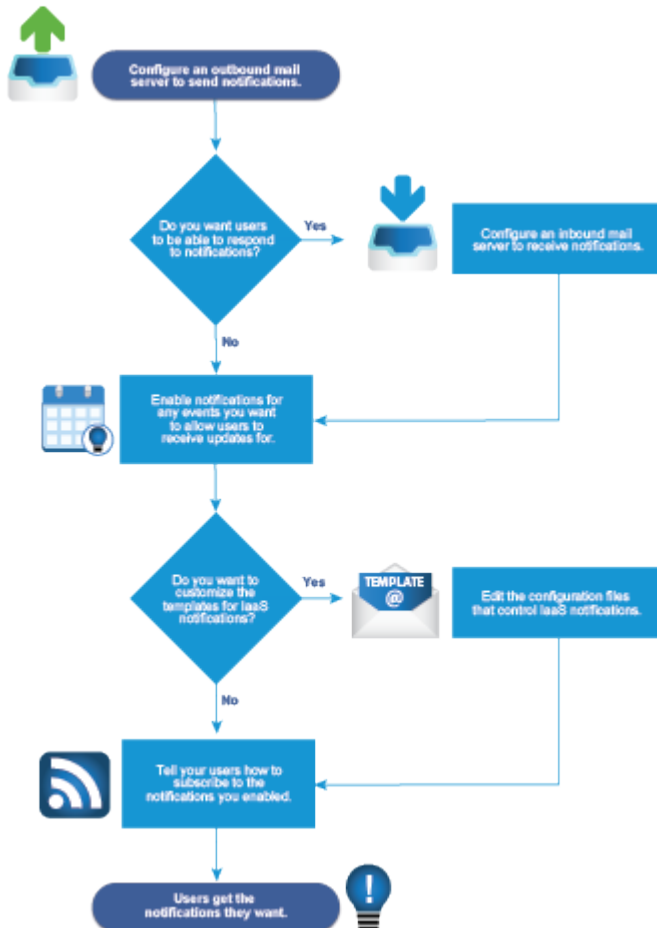 Configure an outbound mail
server to send notifications.
Do you want users
to be able to respond
to notifications?
Yes
Configure an inbound mail
server to receive notifications.
No
Enable notifications for
any events you want
to allow users to
receive updates for.
Do you want to
customize the
templates for IaaS
notifications?
Yes
TEMPLATE
@
Edit the configuration files
that control IaaS notifications.
No
Tell your users how to
subscribe to the
notifications you enabled.
Users get the
notifications they want.
!